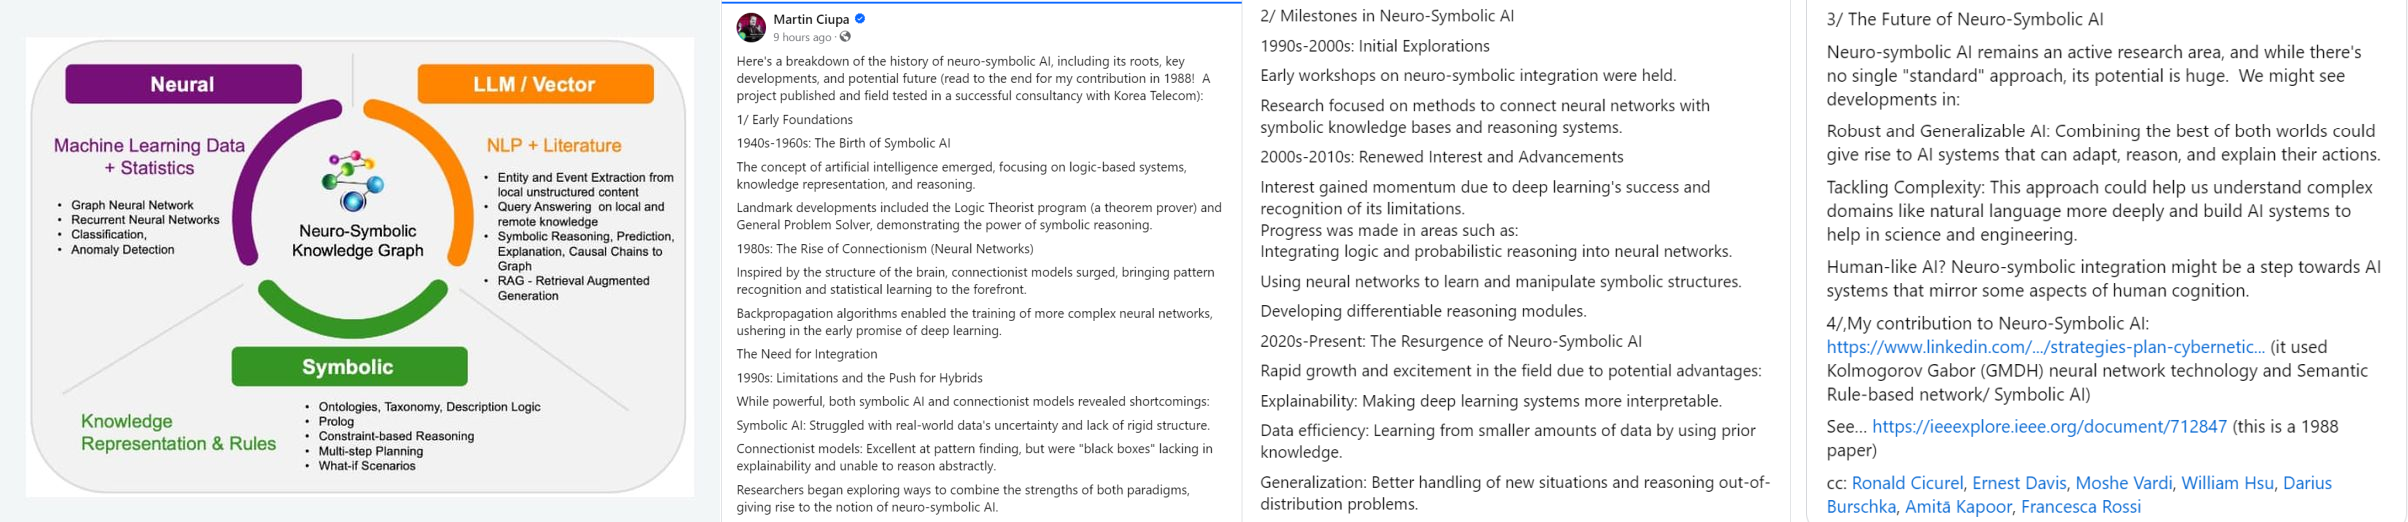 Neural
LLM / Vector
Machine Learning Data
+ Statistics
• Graph Neural Network
• Recurrent Neural Networks
• Classification,
• Anomaly Detection
NLP + Literature
• Entity and Event Extraction from
local unstructured content
• Query Answering on local and
remote knowledge
• Symbolic Reasoning, Prediction,
Explanation, Causal Chains to
Graph
• RAG - Retrieval Augmented
Generation
Neuro-Symbolic
Knowledge Graph
Symbolic
Knowledge
Representation & Rules
• Ontologies, Taxonomy, Description Logic
• Prolog
• Constraint-based Reasoning
• Multi-step Planning
• What-if Scenarios
Martin Ciupa
9 hours ago ·
Here's a breakdown of the history of neuro-symbolic AI, including its roots, key
developments, and potential future (read to the end for my contribution in 1988! A
project published and field tested in a successful consultancy with Korea Telecom):
1/ Early Foundations
1940s-1960s: The Birth of Symbolic AI
The concept of artificial intelligence emerged, focusing on logic-based systems,
knowledge representation, and reasoning.
Landmark developments included the Logic Theorist program (a theorem prover) and
General Problem Solver, demonstrating the power of symbolic reasoning.
1980s: The Rise of Connectionism (Neural Networks)
Inspired by the structure of the brain, connectionist models surged, bringing pattern
recognition and statistical learning to the forefront.
Backpropagation algorithms enabled the training of more complex neural networks,
ushering in the early promise of deep learning.
The Need for Integration
1990s: Limitations and the Push for Hybrids
While powerful, both symbolic AI and connectionist models revealed shortcomings:
Symbolic AI: Struggled with real-world data's uncertainty and lack of rigid structure.
Connectionist models: Excellent at pattern finding, but were "black boxes" lacking in
explainability and unable to reason abstractly.
Researchers began exploring ways to combine the strengths of both paradigms,
giving rise to the notion of neuro-symbolic AI.
2/ Milestones in Neuro-Symbolic AI
1990s-2000s: Initial Explorations
Early workshops on neuro-symbolic integration were held.
Research focused on methods to connect neural networks with
symbolic knowledge bases and reasoning systems.
2000s-2010s: Renewed Interest and Advancements
Interest gained momentum due to deep learning's success and
recognition of its limitations.
Progress was made in areas such as:
Integrating logic and probabilistic reasoning into neural networks.
Using neural networks to learn and manipulate symbolic structures.
Developing differentiable reasoning modules.
2020s-Present: The Resurgence of Neuro-Symbolic AI
Rapid growth and excitement in the field due to potential advantages:
Explainability: Making deep learning systems more interpretable.
Data efficiency: Learning from smaller amounts of data by using prior
knowledge.
Generalization: Better handling of new situations and reasoning out-of-
distribution problems.
3/ The Future of Neuro-Symbolic AI
Neuro-symbolic AI remains an active research area, and while there's
no single "standard" approach, its potential is huge. We might see
developments in:
Robust and Generalizable AI: Combining the best of both worlds could
give rise to AI systems that can adapt, reason, and explain their actions.
Tackling Complexity: This approach could help us understand complex
domains like natural language more deeply and build AI systems to
help in science and engineering.
Human-like AI? Neuro-symbolic integration might be a step towards AI
systems that mirror some aspects of human cognition.
4/,My contribution to Neuro-Symbolic AI:
https://www.linkedin.com/.../strategies-plan-cybernetic... (it used
Kolmogorov Gabor (GMDH) neural network technology and Semantic
Rule-based network/ Symbolic AI)
See... https://ieeexplore.ieee.org/document/712847 (this is a 1988
paper)
cc: Ronald Cicurel, Ernest Davis, Moshe Vardi, William Hsu, Darius
Burschka, Amitā Kapoor, Francesca Rossi